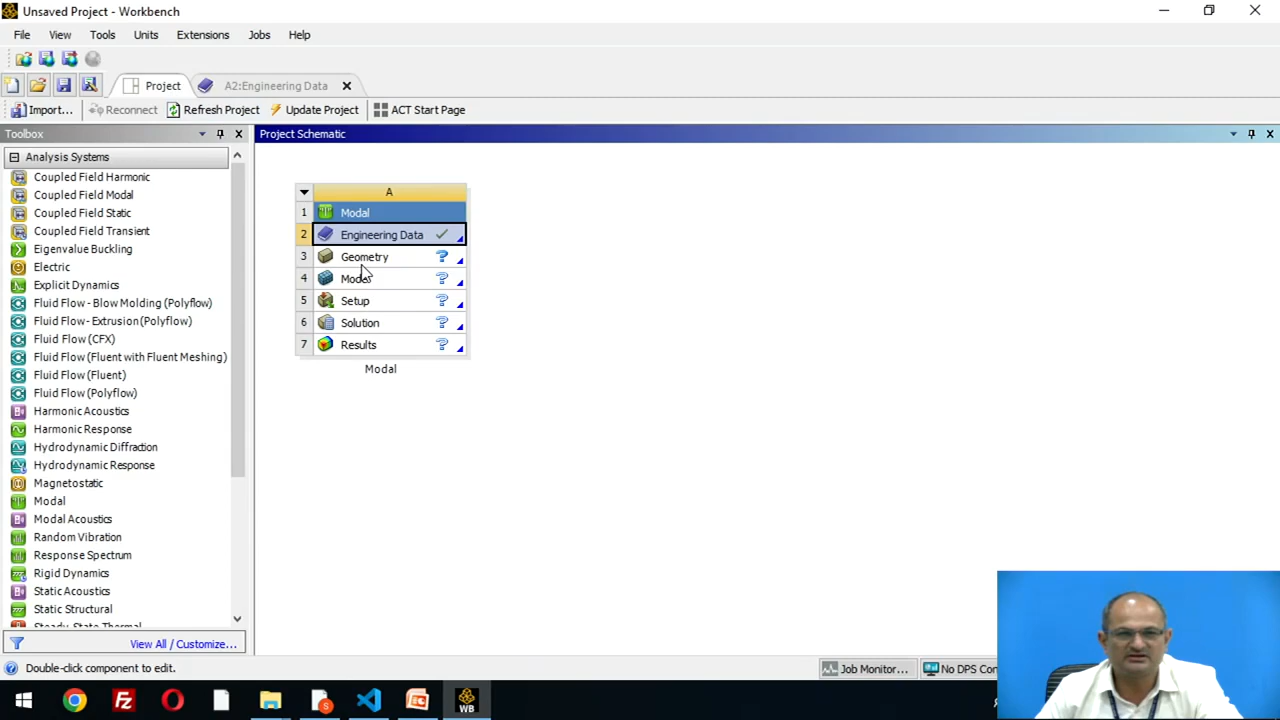 Unsaved Project - Workbench
File View Tools Units Extensions Jobs Help
Project A2:Engineering Data
Import... Reconnect Refresh Project Update Project ACT Start Page
Toolbox
Project Schematic
Analysis Systems
Coupled Field Harmonic
Coupled Field Modal
Coupled Field Static
Coupled Field Transient
Eigenvalue Buckling
Electric
Explicit Dynamics
Fluid Flow - Blow Molding (Polyflow)
Fluid Flow - Extrusion (Polyflow)
Fluid Flow (CFX)
Fluid Flow (Fluent with Fluent Meshing)
Fluid Flow (Fluent)
Fluid Flow (Polyflow)
Harmonic Acoustics
Harmonic Response
Hydrodynamic Diffraction
Hydrodynamic Response
Magnetostatic
Modal
Modal Acoustics
Random Vibration
Response Spectrum
Rigid Dynamics
Static Acoustics
Static Structural
Steady-State Thermal
View All / Customize...
A
1 Modal
2 Engineering Data
3 Geometry ?
4 Model ?
5 Setup ?
6 Solution ?
7 Results ?
Modal
Double-click component to edit.
Job Monitor...
No DPS Con
WB